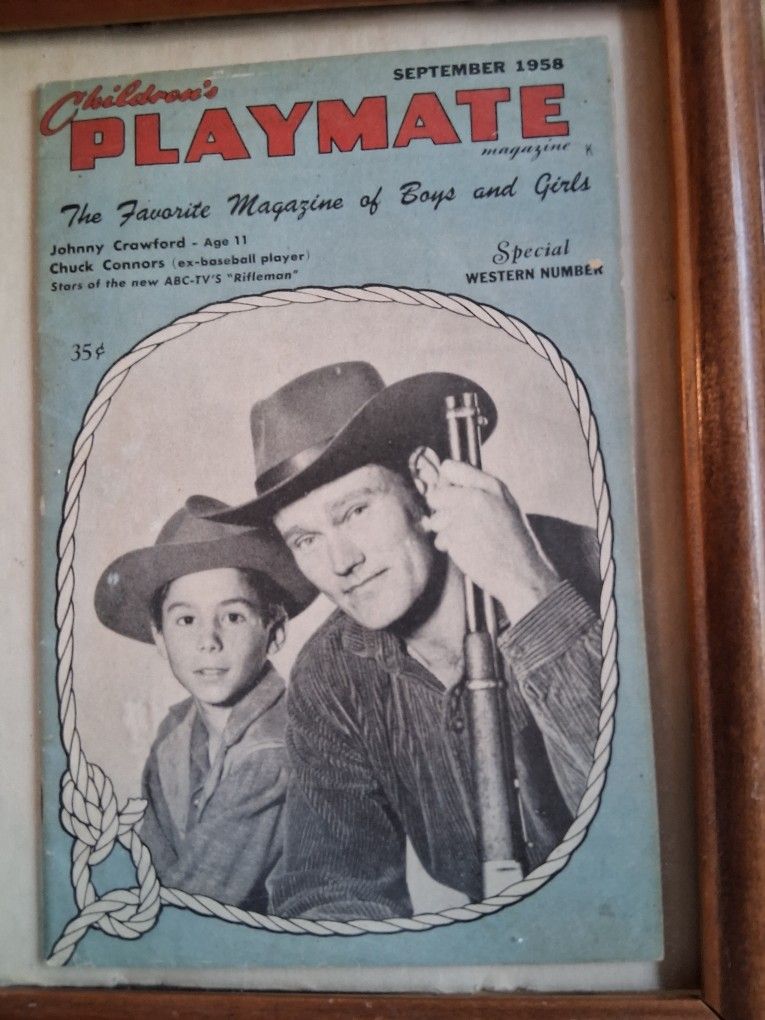 SEPTEMBER 1958
Children's
PLAYMATE
magazine K
The Favorite Magazine of Boys and Girls
Johnny Crawford - Age 11
Chuck Connors (ex-baseball player)
Stars of the new ABC-TV'S "Rifleman"
Special
WESTERN NUMBER
35¢